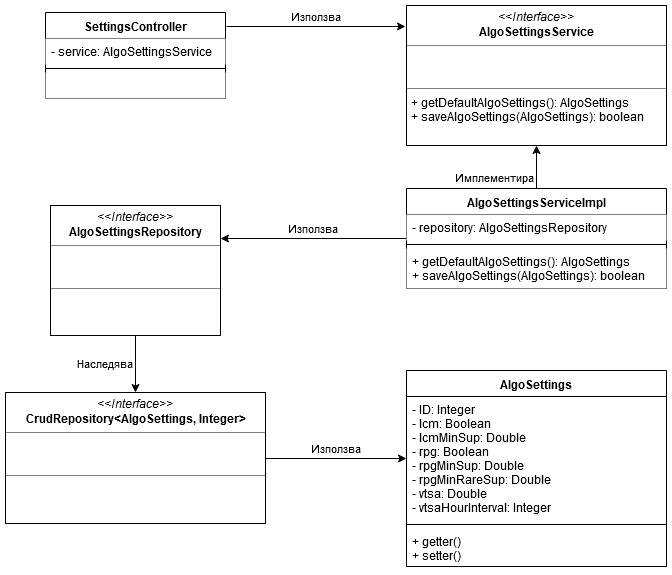 SettingsController
- service: AlgoSettingsService
Използва
<<Interface>>
AlgoSettingsService
+ getDefaultAlgoSettings(): AlgoSettings
+ saveAlgoSettings(AlgoSettings): boolean
Имплементира
AlgoSettingsServiceImpl
- repository: AlgoSettingsRepository
+ getDefaultAlgoSettings(): AlgoSettings
+ saveAlgoSettings(AlgoSettings): boolean
Използва
<<Interface>>
AlgoSettingsRepository
Наследява
<<Interface>>
CrudRepository<AlgoSettings, Integer>
Използва
AlgoSettings
- ID: Integer
- lcm: Boolean
- lcmMinSup: Double
- rpg: Boolean
- rpgMinSup: Double
- rpgMinRareSup: Double
- vtsa: Double
- vtsaHourInterval: Integer
+ getter()
+ setter()